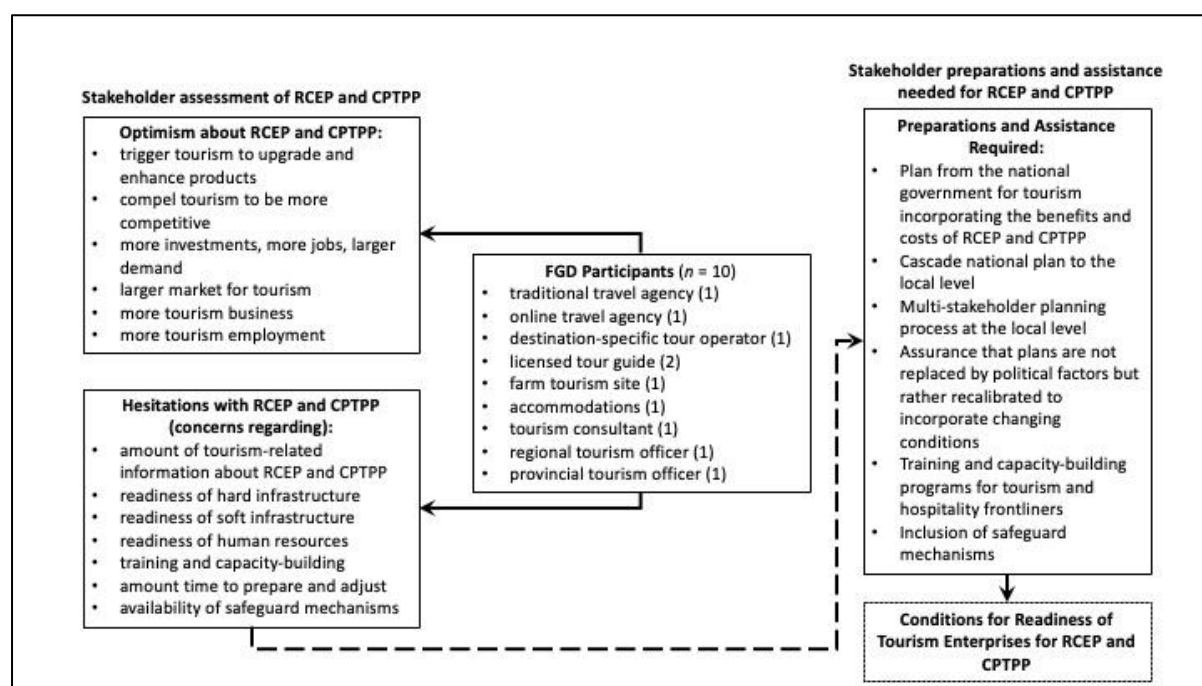 Stakeholder assessment of RCEP and CPTPP
Optimism about RCEP and CPTPP:
• trigger tourism to upgrade and
enhance products
• compel tourism to be more
competitive
• more investments, more jobs, larger
demand
• larger market for tourism
• more tourism business
• more tourism employment
Hesitations with RCEP and CPTPP
(concerns regarding):
• amount of tourism-related
information about RCEP and CPTPP
• readiness of hard infrastructure
• readiness of soft infrastructure
• readiness of human resources
• training and capacity-building
• amount time to prepare and adjust
• availability of safeguard mechanisms
FGD Participants (n = 10)
• traditional travel agency (1)
• online travel agency (1)
• destination-specific tour operator (1)
• licensed tour guide (2)
• farm tourism site (1)
• accommodations (1)
• tourism consultant (1)
• regional tourism officer (1)
• provincial tourism officer (1)
Stakeholder preparations and assistance
needed for RCEP and CPTPP
Preparations and Assistance
Required:
• Plan from the national
government for tourism
incorporating the benefits and
costs of RCEP and CPTPP
• Cascade national plan to the
local level
• Multi-stakeholder planning
process at the local level
• Assurance that plans are not
replaced by political factors but
rather recalibrated to
incorporate changing
conditions
• Training and capacity-building
programs for tourism and
hospitality frontliners
• Inclusion of safeguard
mechanisms
Conditions for Readiness of
Tourism Enterprises for RCEP and
CPTPP